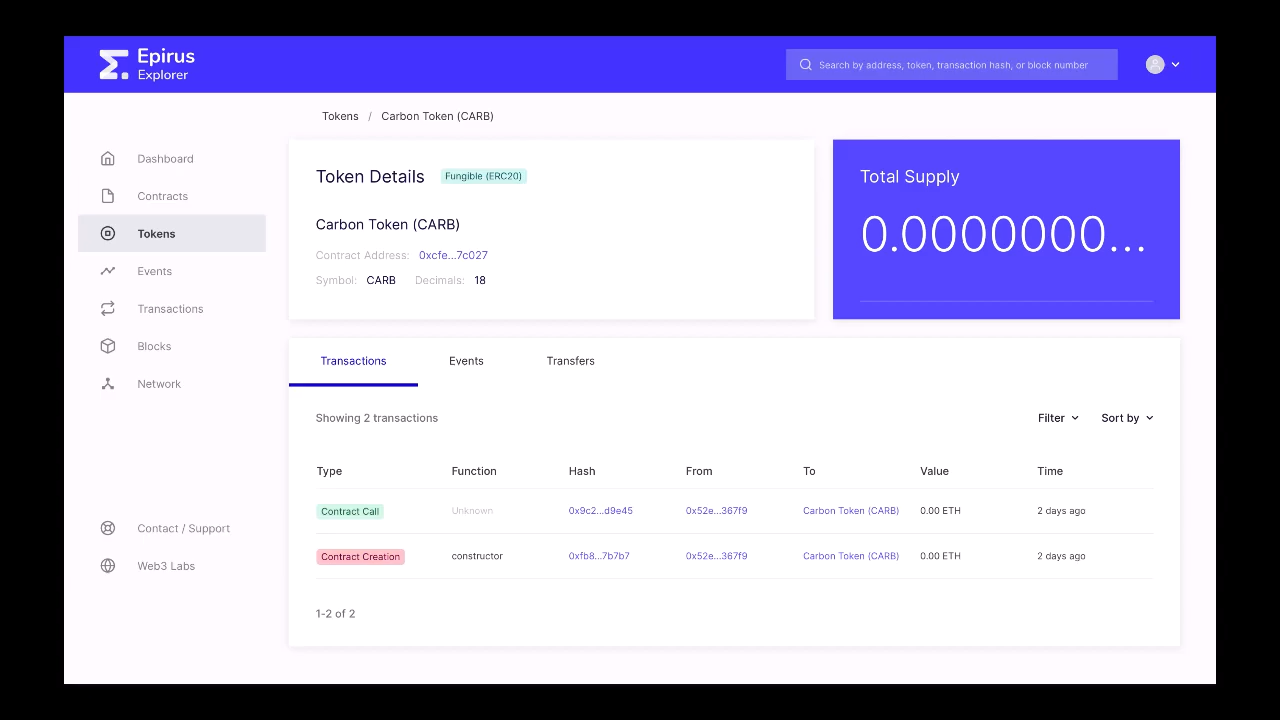 Epirus
Explorer
Search by address, token, transaction hash, or block number
Tokens / Carbon Token (CARB)
Dashboard
Contracts
Tokens
Events
Transactions
Blocks
Network
Contact / Support
Web3 Labs
Token Details Fungible (ERC20)
Carbon Token (CARB)
Contract Address: 0xcfe...7c027
Symbol: CARB Decimals: 18
Total Supply
0.0000000...
Transactions Events Transfers
Showing 2 transactions Filter Sort by
Type Function Hash From To Value Time
Contract Call Unknown 0x9c2...d9e45 0x52e...367f9 Carbon Token (CARB) 0.00 ETH 2 days ago
Contract Creation constructor 0xfb8...7b7b7 0x52e...367f9 Carbon Token (CARB) 0.00 ETH 2 days ago
1-2 of 2